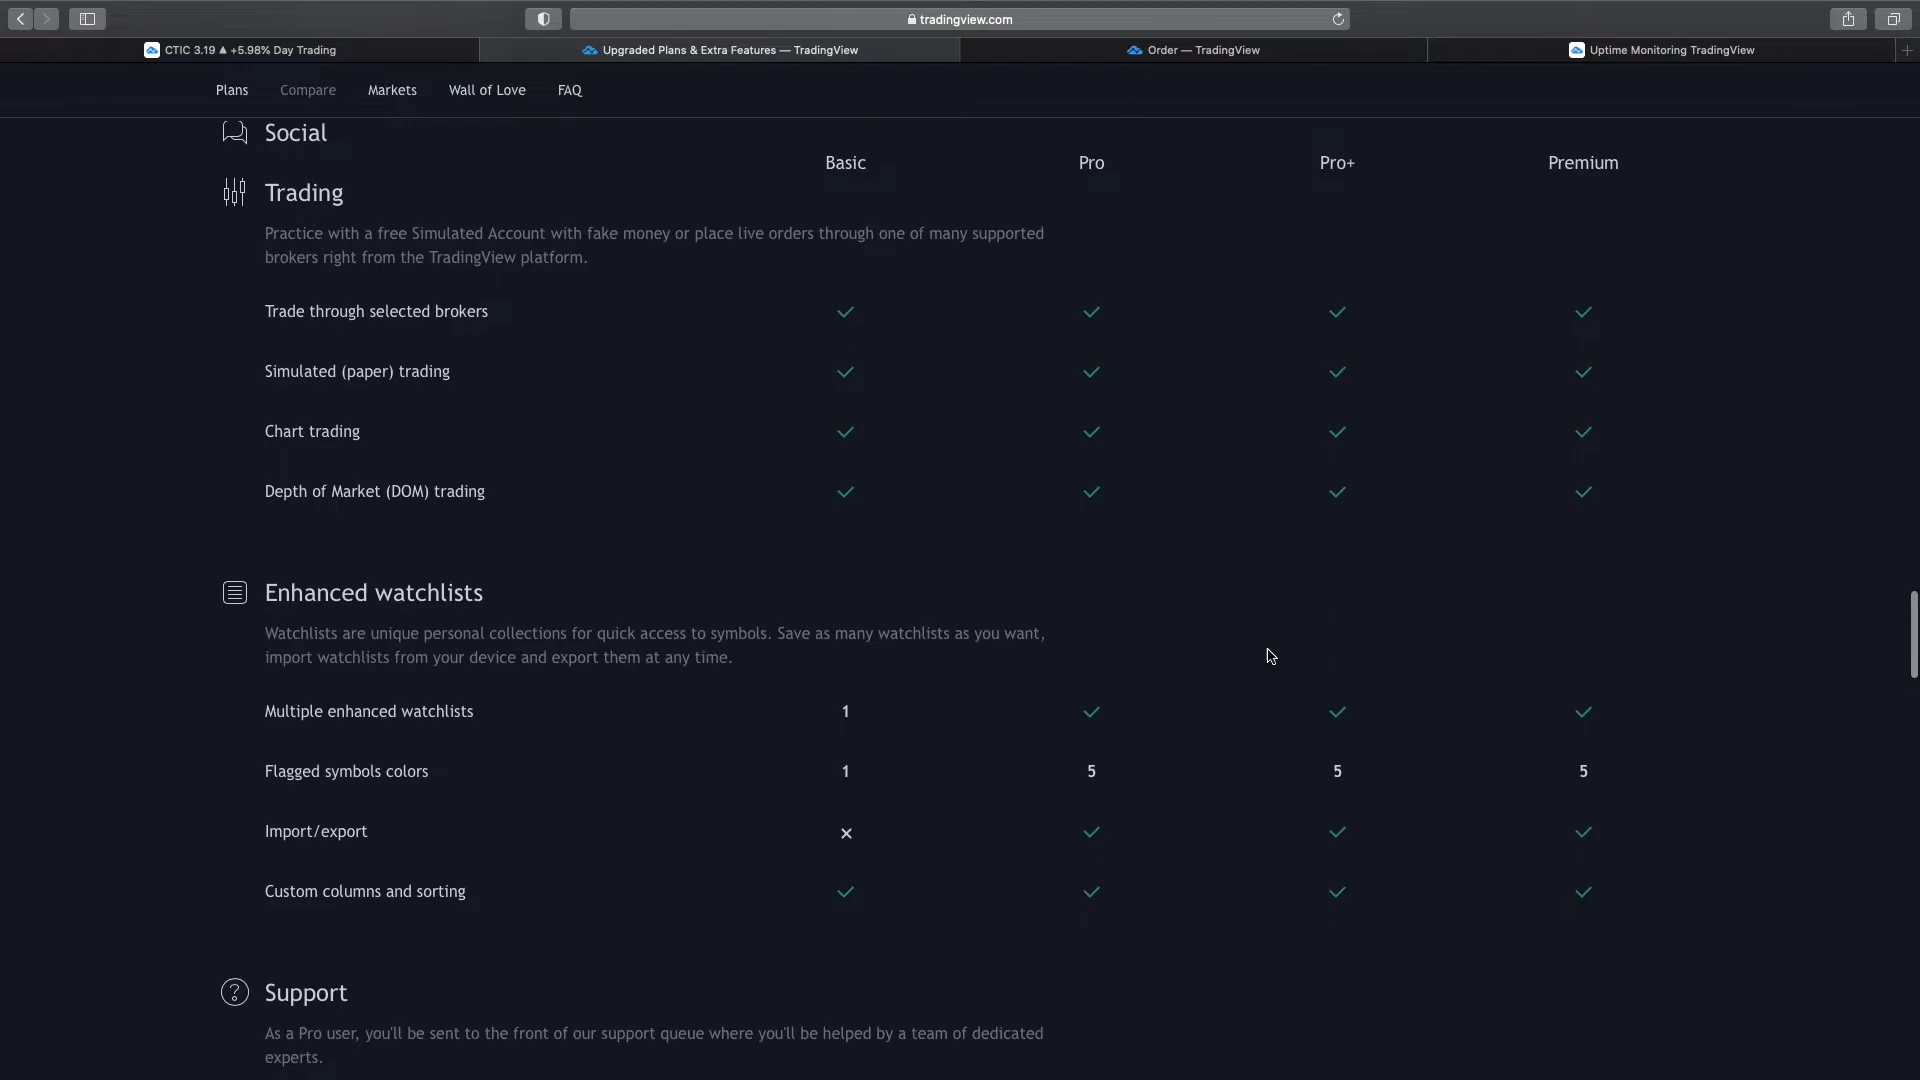 tradingview.com
CTIC 3.19 ▲ +5.98% Day Trading
Upgraded Plans & Extra Features — TradingView
Order — TradingView
Uptime Monitoring TradingView
Plans
Compare
Markets
Wall of Love
FAQ
Social
Basic
Pro
Pro+
Premium
Trading
Practice with a free Simulated Account with fake money or place live orders through one of many supported
brokers right from the TradingView platform.
Trade through selected brokers
Simulated (paper) trading
Chart trading
Depth of Market (DOM) trading
Enhanced watchlists
Watchlists are unique personal collections for quick access to symbols. Save as many watchlists as you want,
import watchlists from your device and export them at any time.
Multiple enhanced watchlists 1
Flagged symbols colors 1 5 5 5
Import/export
Custom columns and sorting
Support
As a Pro user, you'll be sent to the front of our support queue where you'll be helped by a team of dedicated
experts.